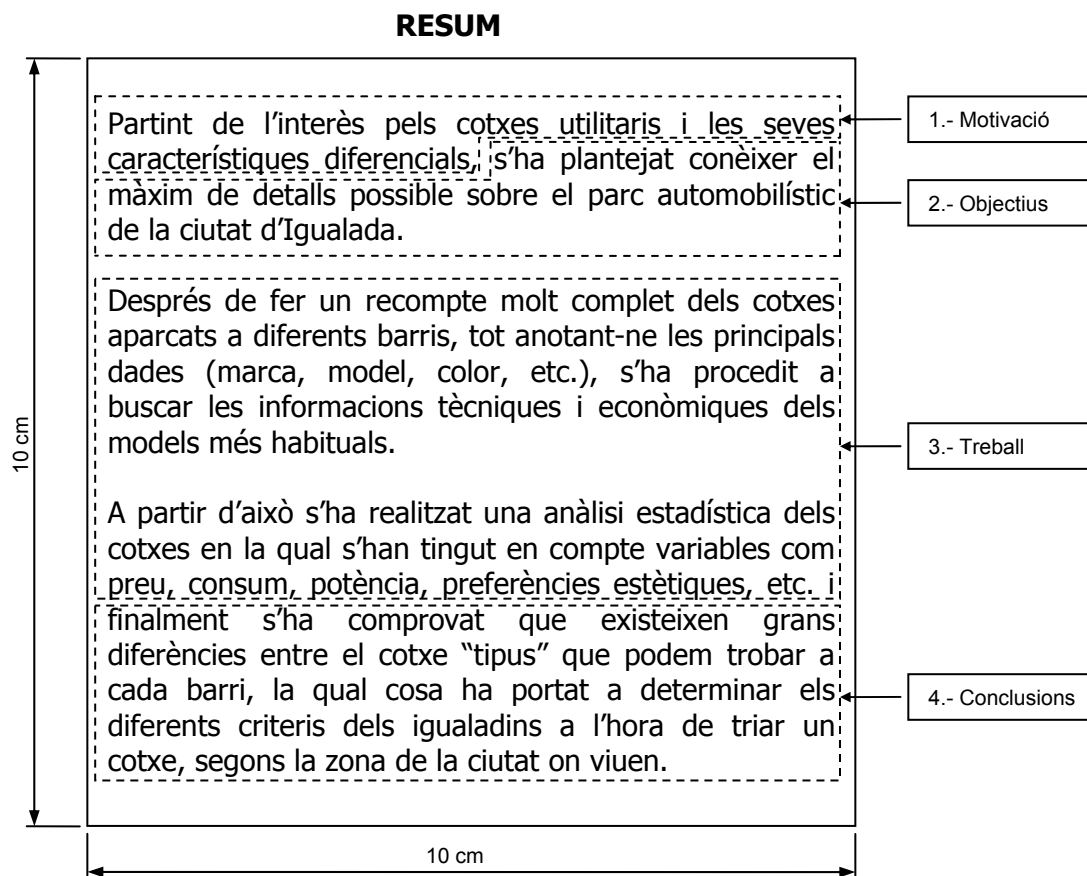 RESUM
Partint de l’interès pels cotxes utilitaris i les seves
característiques diferencials, s’ha plantejat conèixer el
màxim de detalls possible sobre el parc automobilístic
de la ciutat d’Igualada.
Després de fer un recompte molt complet dels cotxes
aparcats a diferents barris, tot anotant-ne les principals
dades (marca, model, color, etc.), s’ha procedit a
buscar les informacions tècniques i econòmiques dels
models més habituals.
A partir d’això s’ha realitzat una anàlisi estadística dels
cotxes en la qual s’han tingut en compte variables com
preu, consum, potència, preferències estètiques, etc. i
finalment s’ha comprovat que existeixen grans
diferències entre el cotxe “tipus” que podem trobar a
cada barri, la qual cosa ha portat a determinar els
diferents criteris dels igualadins a l’hora de triar un
cotxe, segons la zona de la ciutat on viuen.
1.- Motivació
2.- Objectius
3.- Treball
4.- Conclusions
10 cm
10 cm